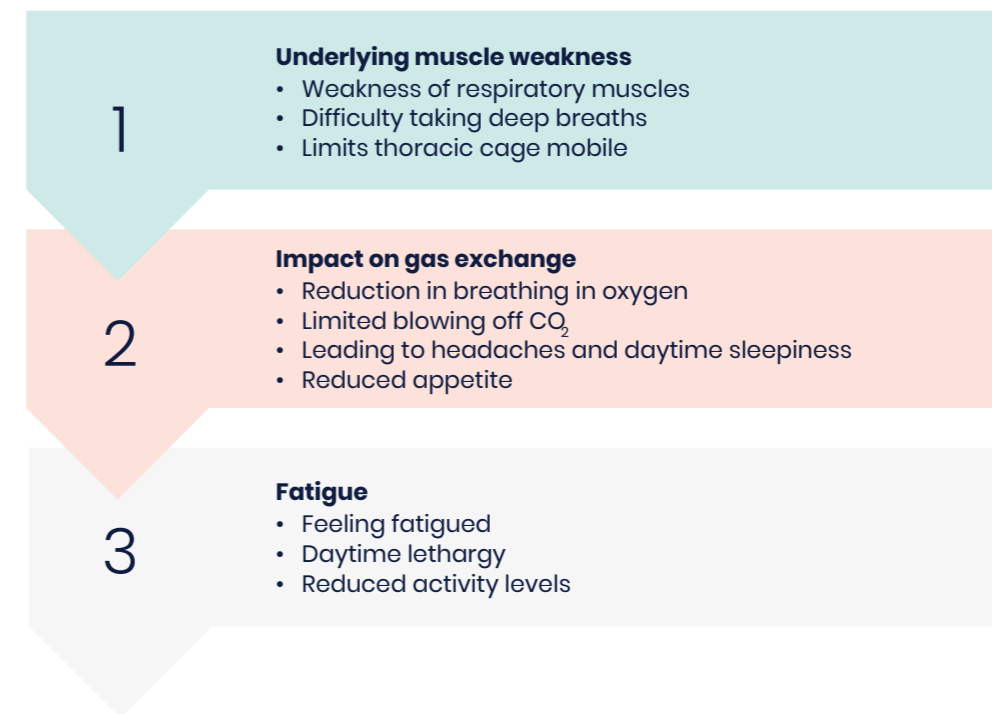 1
Underlying muscle weakness
• Weakness of respiratory muscles
• Difficulty taking deep breaths
• Limits thoracic cage mobile
2
Impact on gas exchange
• Reduction in breathing in oxygen
• Limited blowing off CO2
• Leading to headaches and daytime sleepiness
• Reduced appetite
3
Fatigue
• Feeling fatigued
• Daytime lethargy
• Reduced activity levels